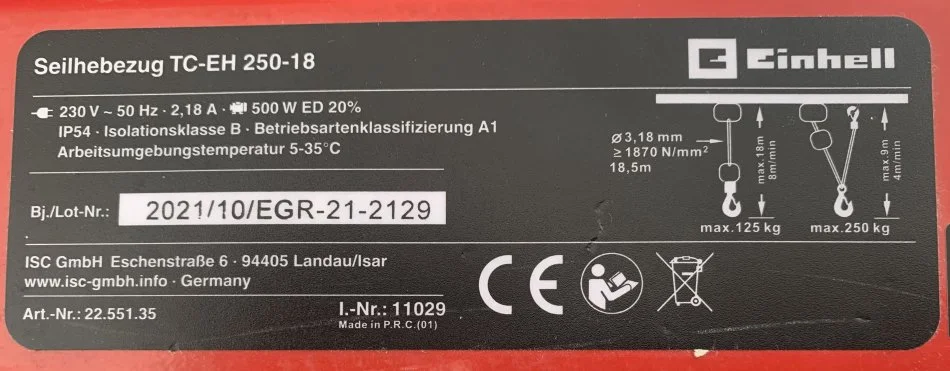 Seilhebezug TC-EH 250-18
Einhell
230 V ~ 50 Hz · 2,18 A · 500 W ED 20%
IP54 · Isolationsklasse B · Betriebsartenklassifizierung A1
Arbeitsumgebungstemperatur 5-35°C
ø 3,18 mm
≥ 1870 N/mm²
18,5m
max.18m
8m/min
max.125 kg
max.9m
4m/min
max.250 kg
Bj./Lot-Nr.: 2021/10/EGR-21-2129
ISC GmbH Eschenstraße 6 · 94405 Landau/Isar
www.isc-gmbh.info · Germany
Art.-Nr.: 22.551.35
I.-Nr.: 11029
Made in P.R.C.(01)
CE